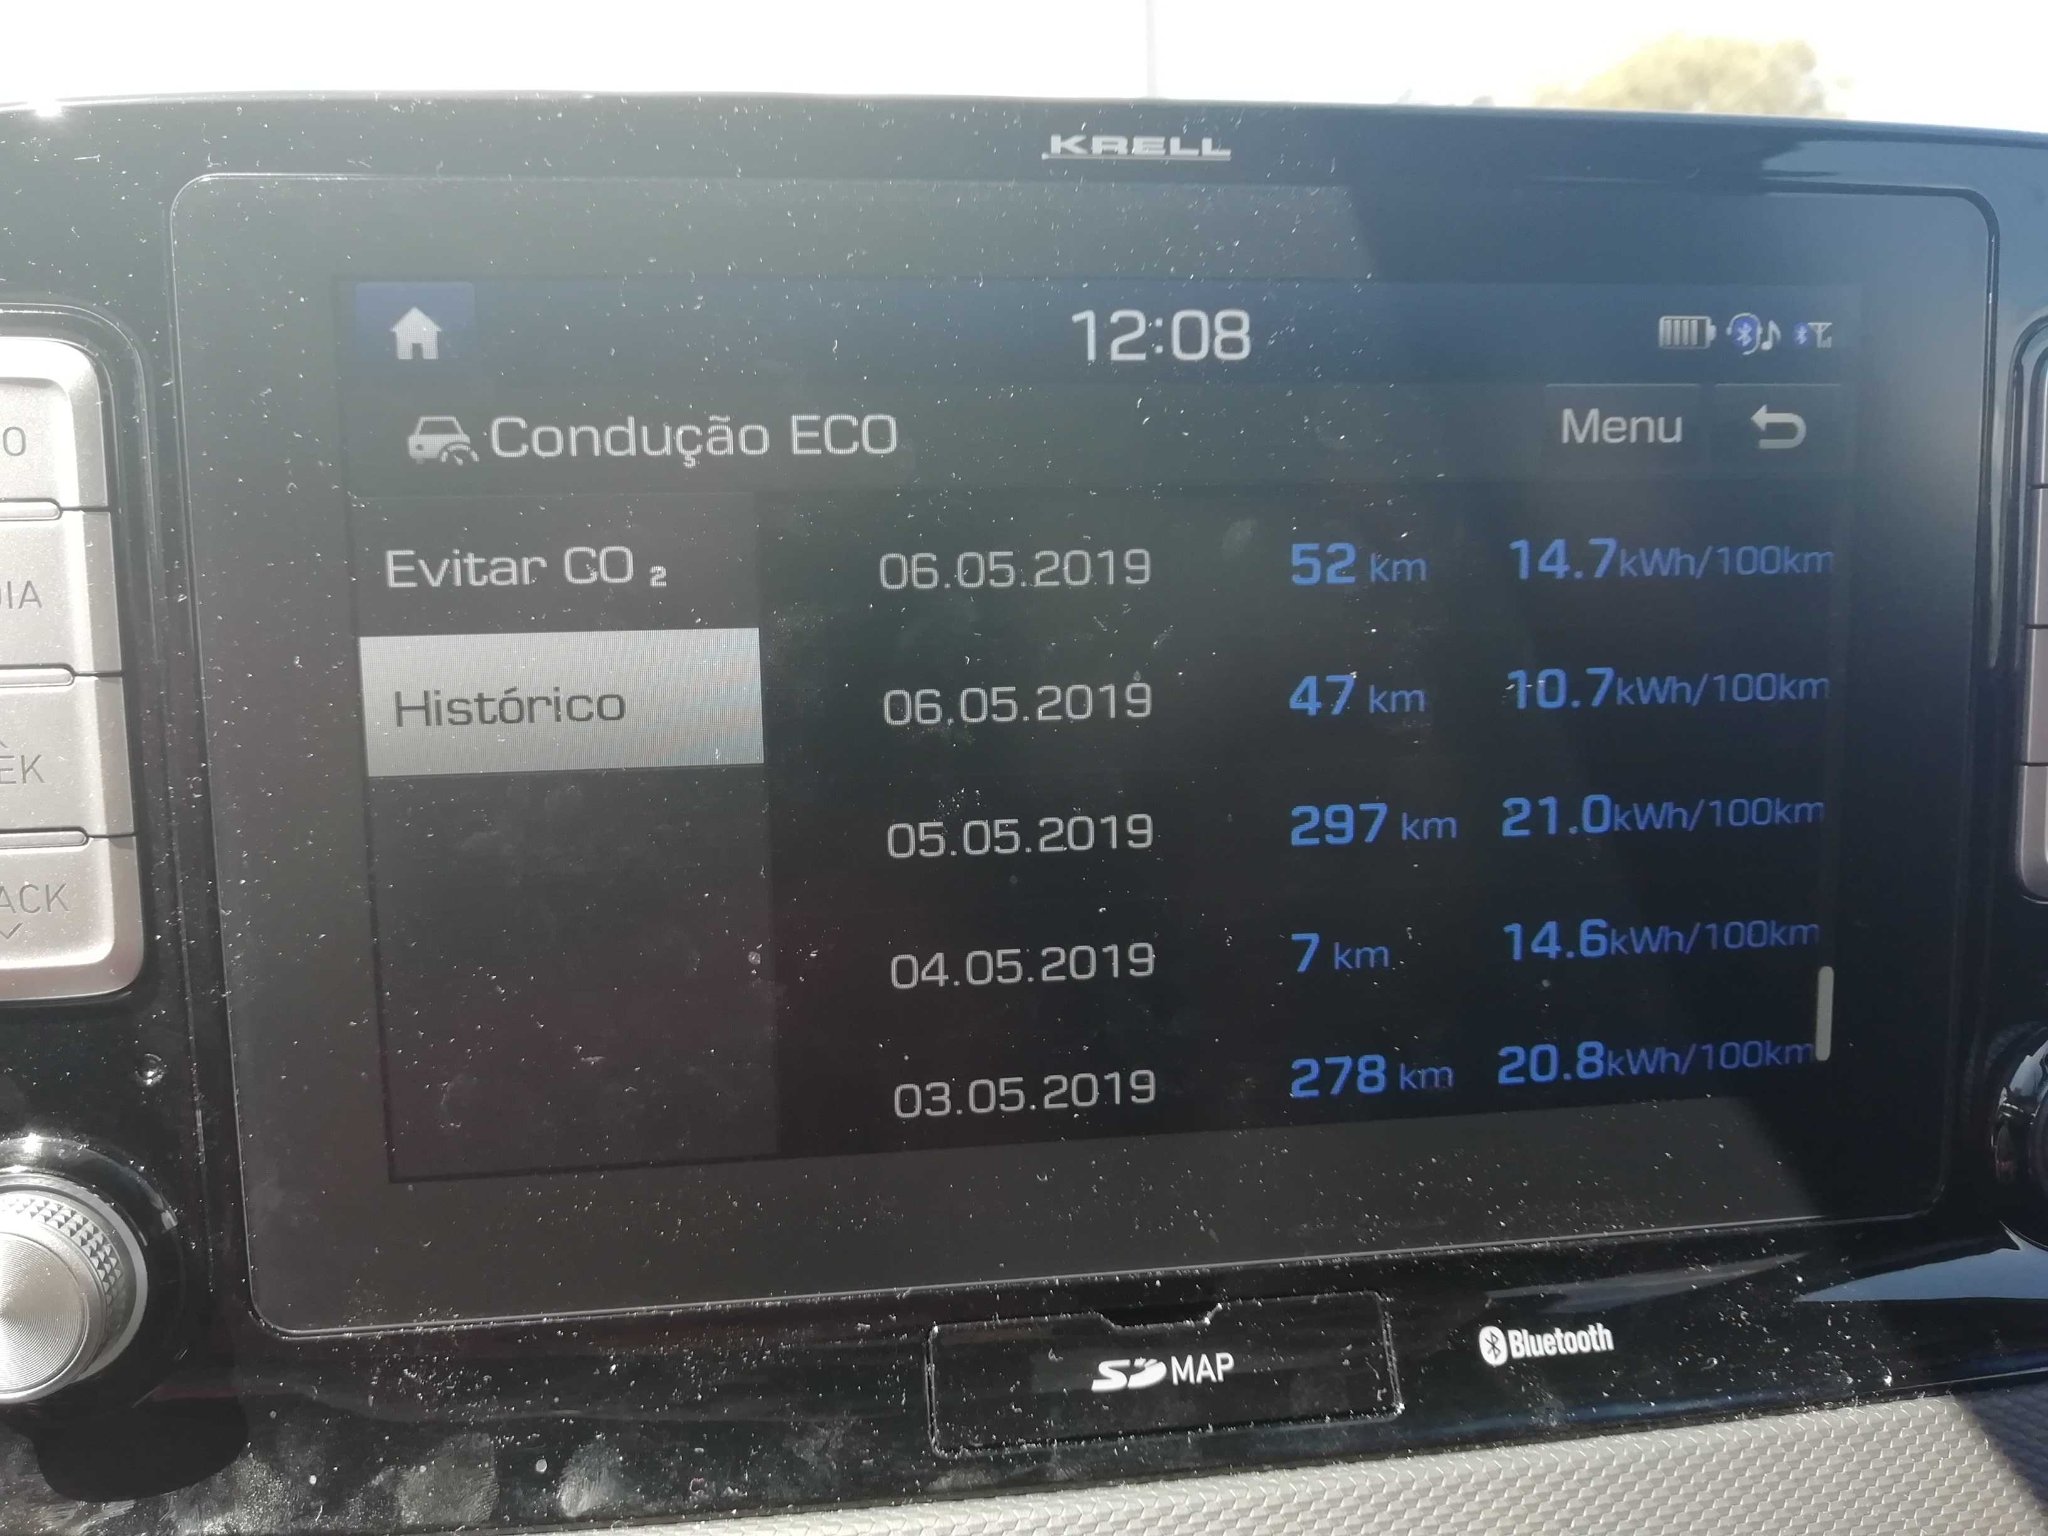 KRELL
12:08
Condução ECO
Menu
Evitar CO₂
06.05.2019 52 km 14.7kWh/100km
Histórico
06.05.2019 47 km 10.7kWh/100km
05.05.2019 297 km 21.0kWh/100km
04.05.2019 7 km 14.6kWh/100km
03.05.2019 278 km 20.8kWh/100km
SD MAP
Bluetooth